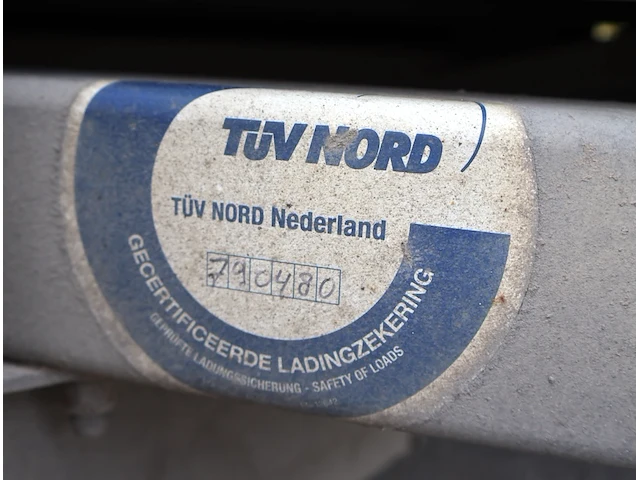 TÜV NORD
TÜV NORD Nederland
790480
GECERTIFICEERDE LADINGZEKERING
GEPRÜFTE LADUNGSSICHERUNG - SAFETY OF LOADS